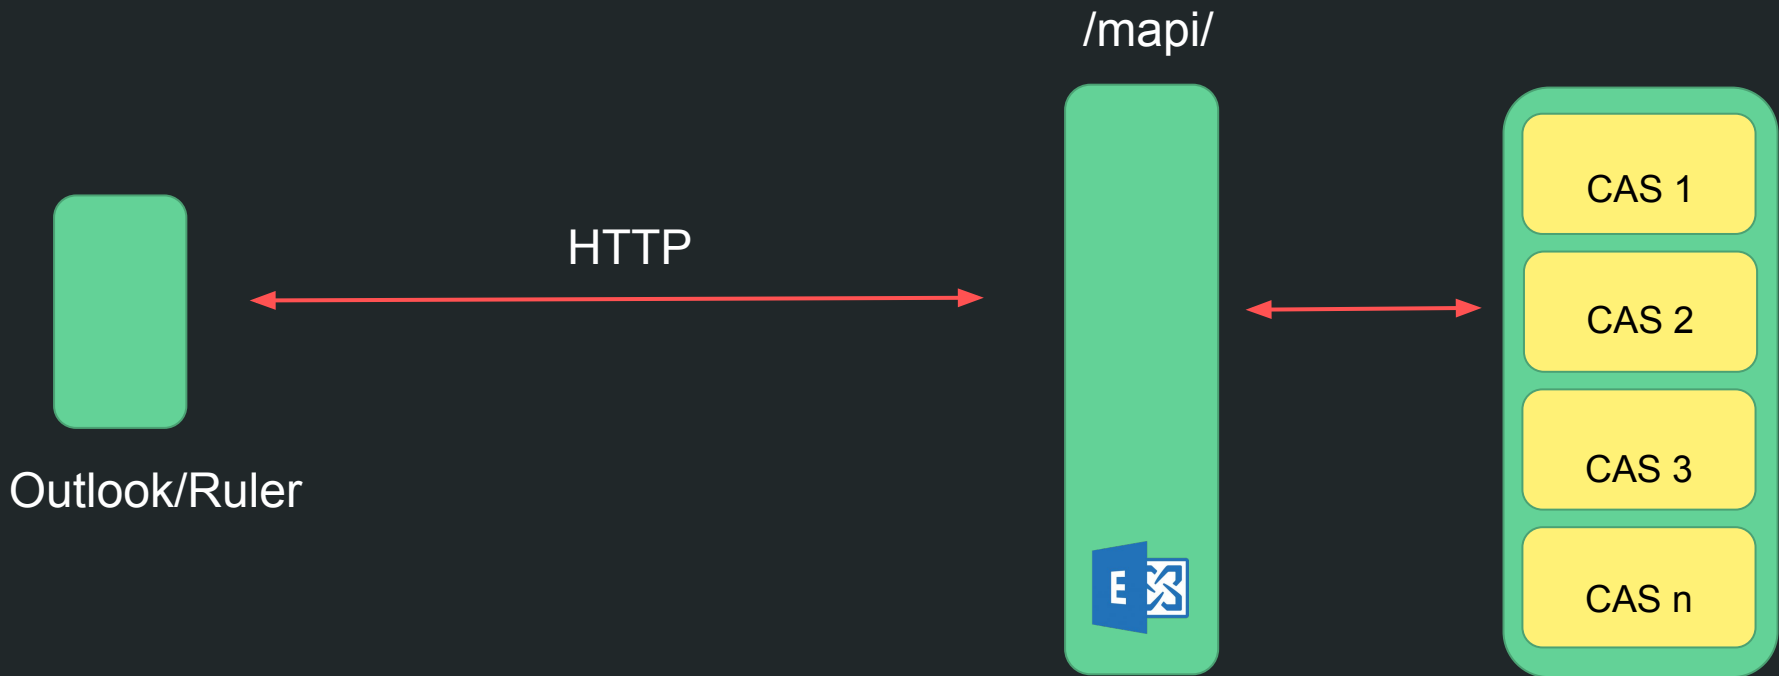 /mapi/
HTTP
Outlook/Ruler
E
CAS 1
CAS 2
CAS 3
CAS n